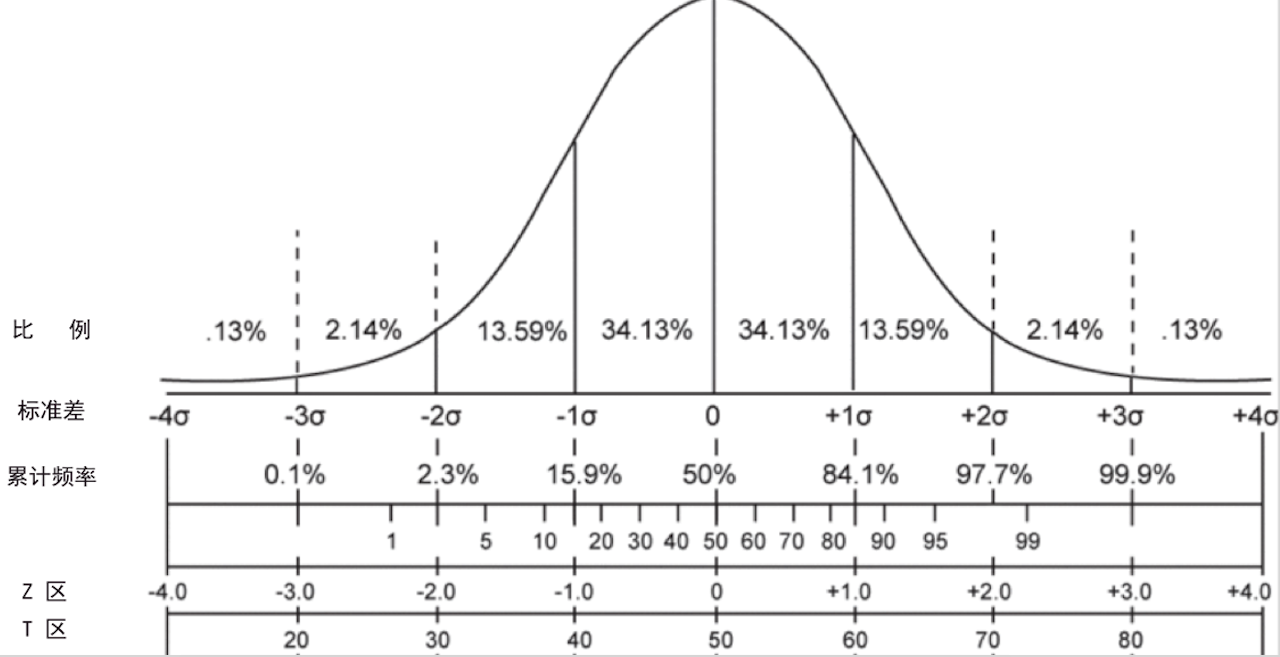 比 例 .13% 2.14% 13.59% 34.13% 34.13% 13.59% 2.14% .13%
标准差 -4σ -3σ -2σ -1σ 0 +1σ +2σ +3σ +4σ
累计频率 0.1% 2.3% 15.9% 50% 84.1% 97.7% 99.9%
1 5 10 20 30 40 50 60 70 80 90 95 99
Z 区 -4.0 -3.0 -2.0 -1.0 0 +1.0 +2.0 +3.0 +4.0
T 区 20 30 40 50 60 70 80